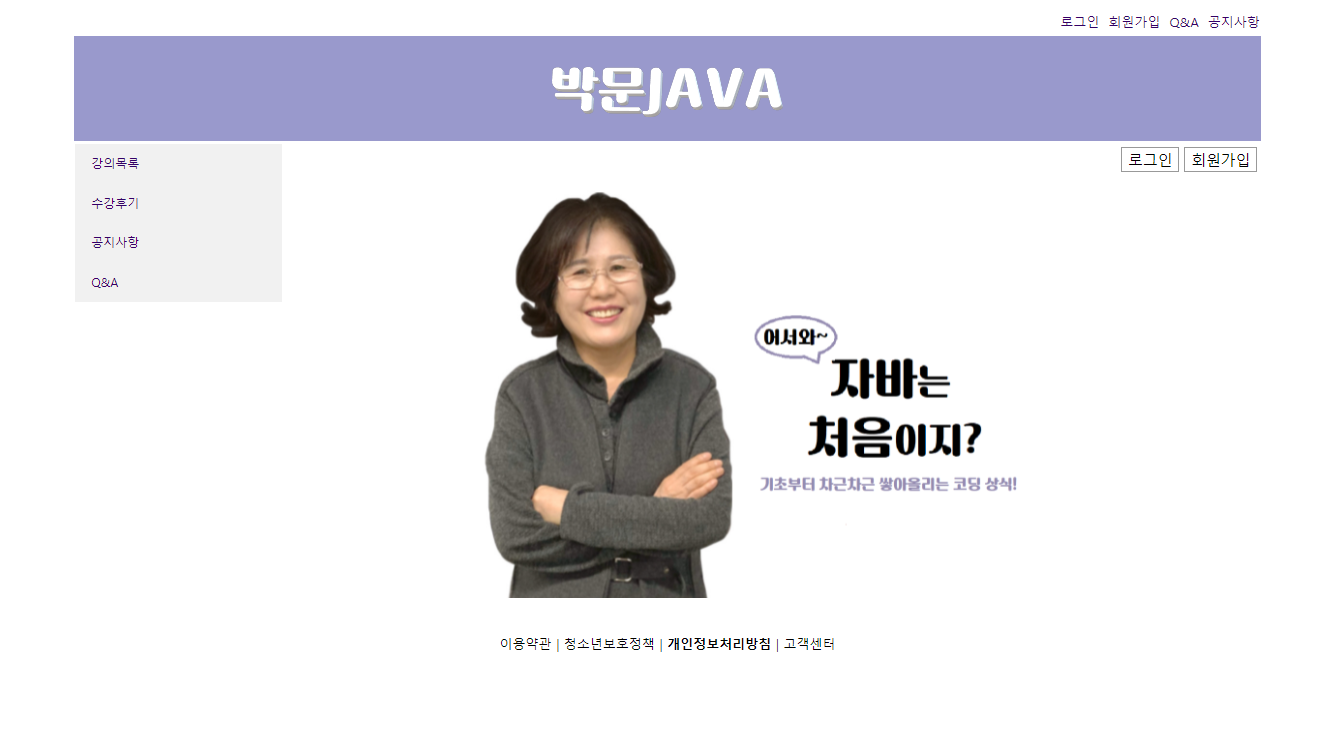 로그인 회원가입 Q&A 공지사항
박문JAVA
강의목록
수강후기
공지사항
Q&A
로그인 회원가입
어서와~
자바는
처음이지?
기초부터 차근차근 쌓아올리는 코딩 상식!
이용약관 | 청소년보호정책 | 개인정보처리방침 | 고객센터